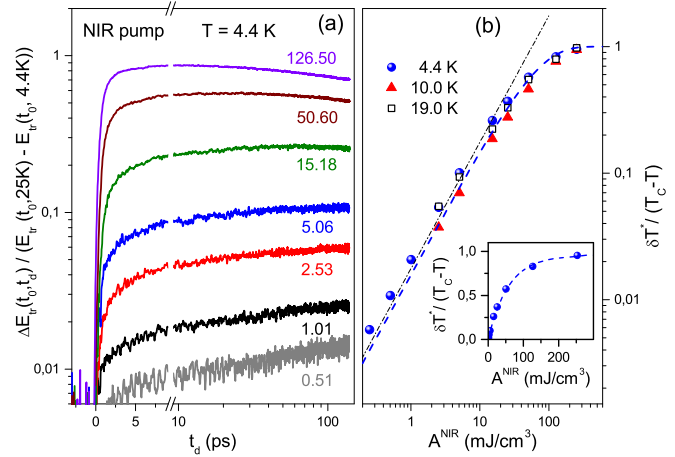 NIR pump
T = 4.4 K
(a)
126.50
50.60
15.18
5.06
2.53
1.01
0.51
1
0,1
0,01
ΔE_tr(t_0,t_d) / (E_tr (t_0,25K) - E_tr(t_0, 4.4K)
0
5
10
100
t_d (ps)
(b)
4.4 K
10.0 K
19.0 K
1
0,1
0,01
δT^*/ (T_C-T)
1
10
100
A^NIR (mJ/cm^3)
1,0
0,5
0,0
δT^*/ (T_C-T)
0
100
200
A^NIR (mJ/cm^3)